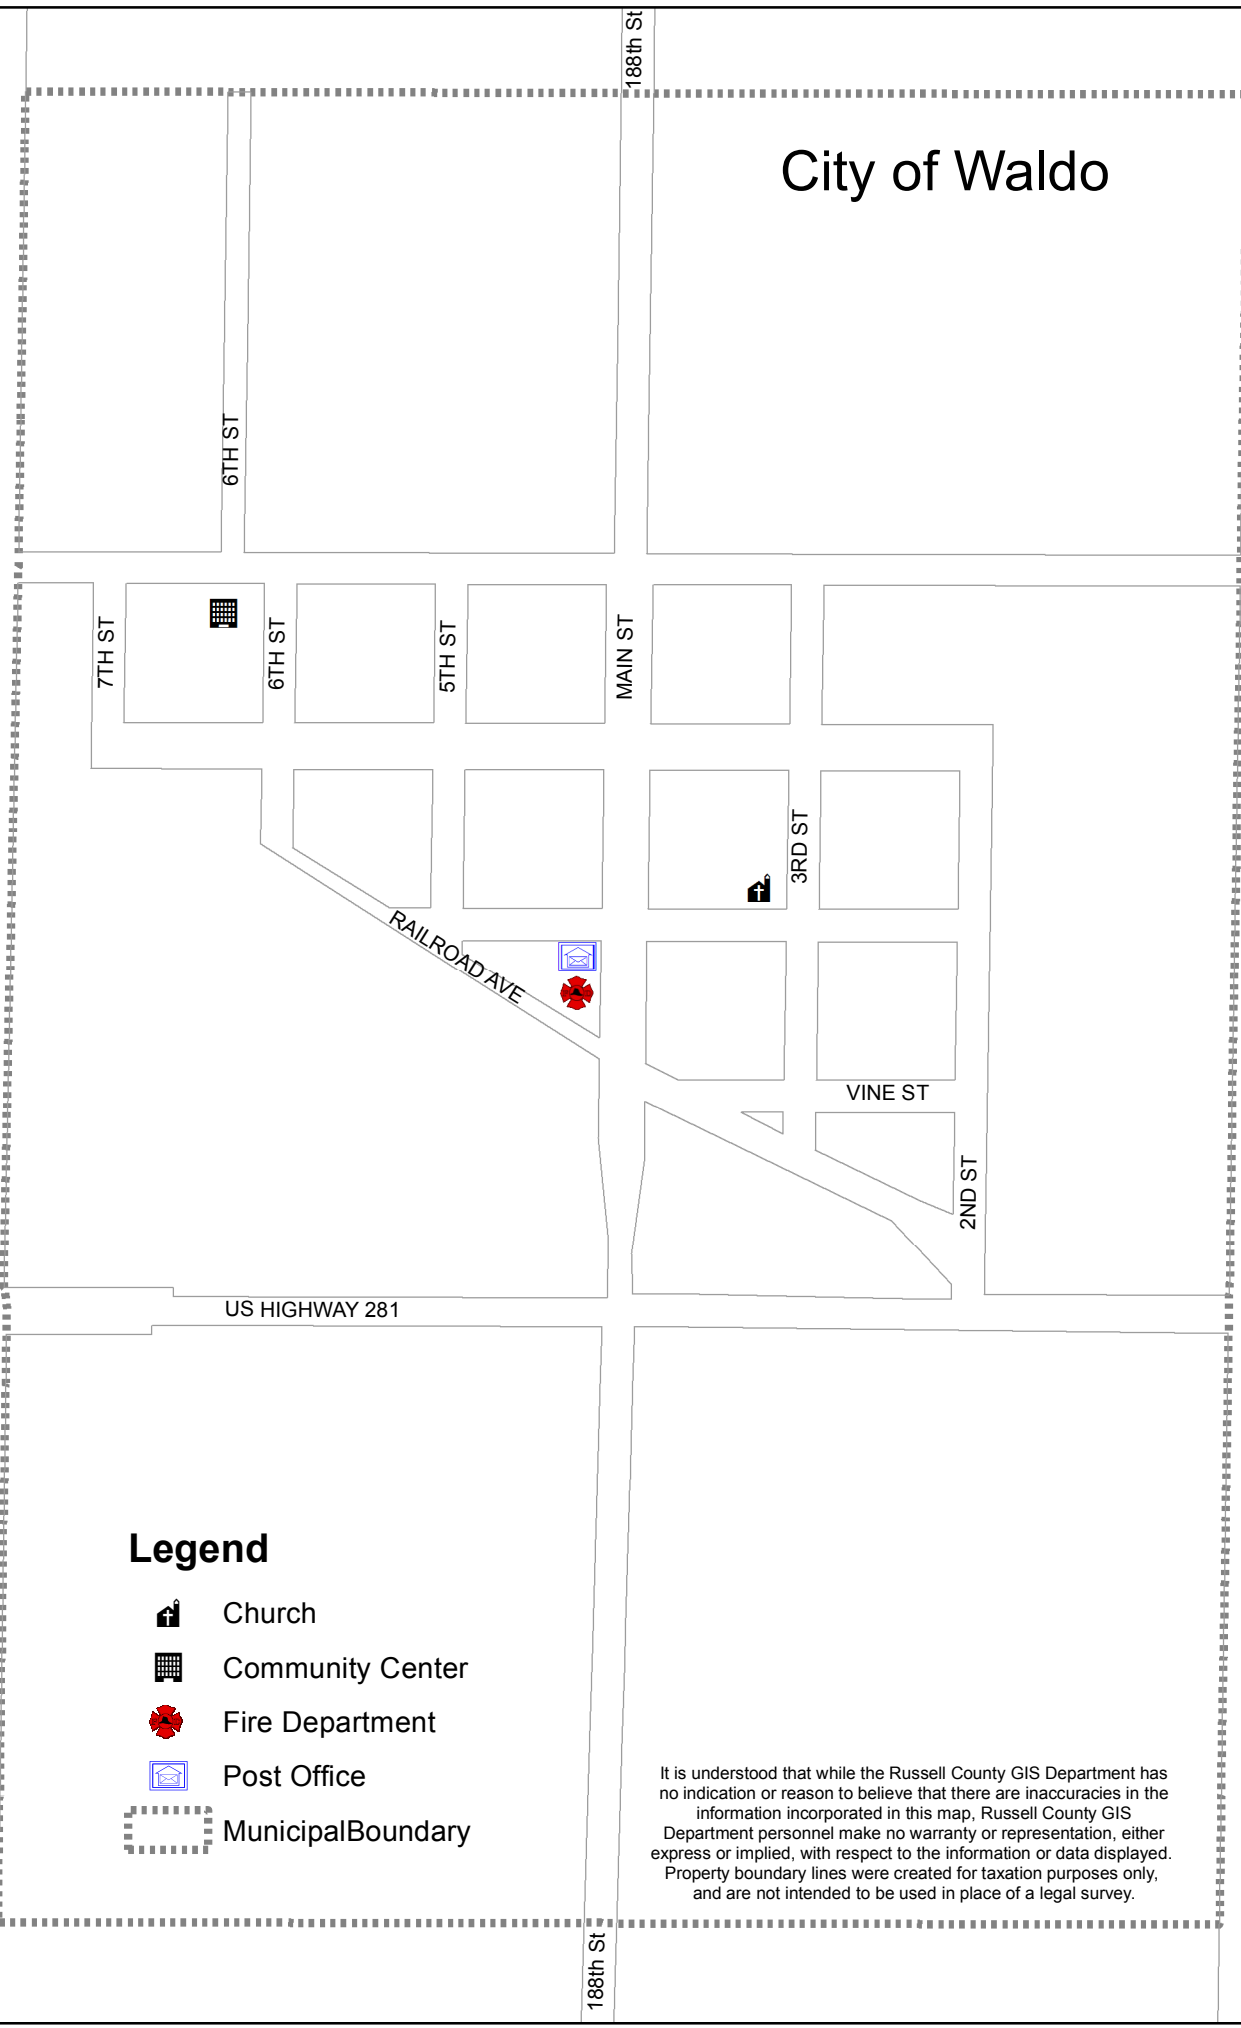 188th St
City of Waldo
6TH ST
7TH ST
6TH ST
5TH ST
MAIN ST
3RD ST
RAILROAD AVE
VINE ST
2ND ST
US HIGHWAY 281
Legend
Church
Community Center
Fire Department
Post Office
MunicipalBoundary
It is understood that while the Russell County GIS Department has
no indication or reason to believe that there are inaccuracies in the
information incorporated in this map, Russell County GIS
Department personnel make no warranty or representation, either
express or implied, with respect to the information or data displayed.
Property boundary lines were created for taxation purposes only,
and are not intended to be used in place of a legal survey.
188th St